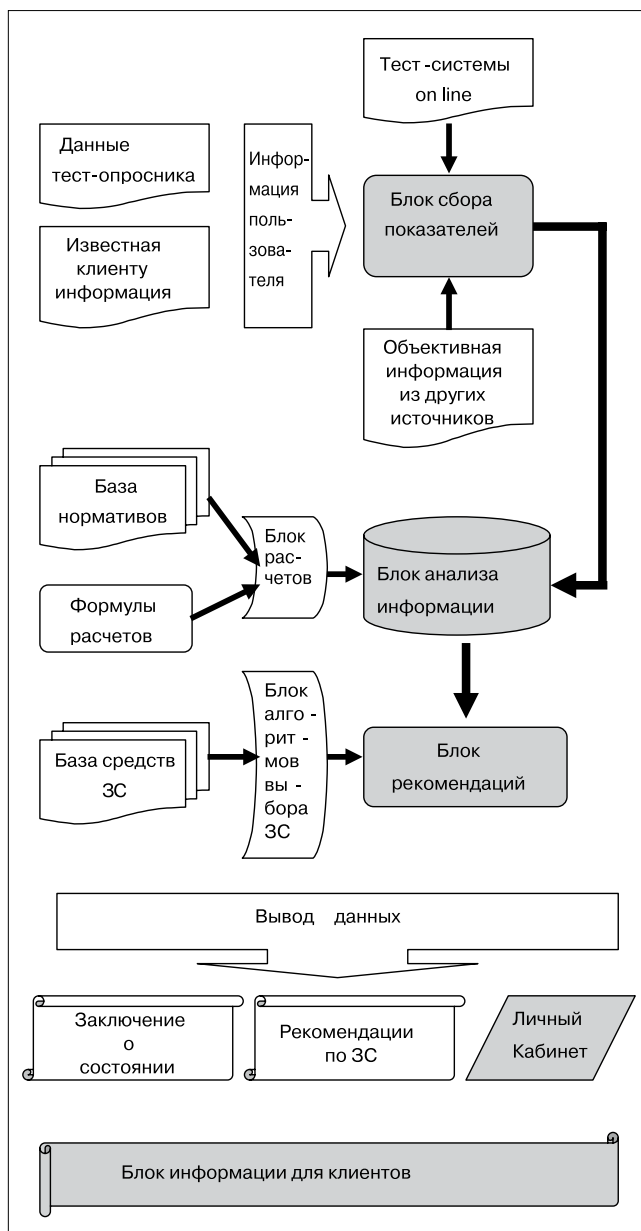 Тест -системы
on line
Данные
тест-опросника
Инфор-
мация
поль-
зова-
теля
Блок сбора
показателей
Известная
клиенту
информация
Объективная
информация
из других
источников
База
нормативов
Блок
рас-
четов
Блок анализа
информации
Формулы
расчетов
База средств
ЗС
Блок
алго -
рит -
мов
вы -
бора
ЗС
Блок
рекомендаций
Вывод данных
Заключение
о
состоянии
Рекомендации
по ЗС
Личный
Кабинет
Блок информации для клиентов